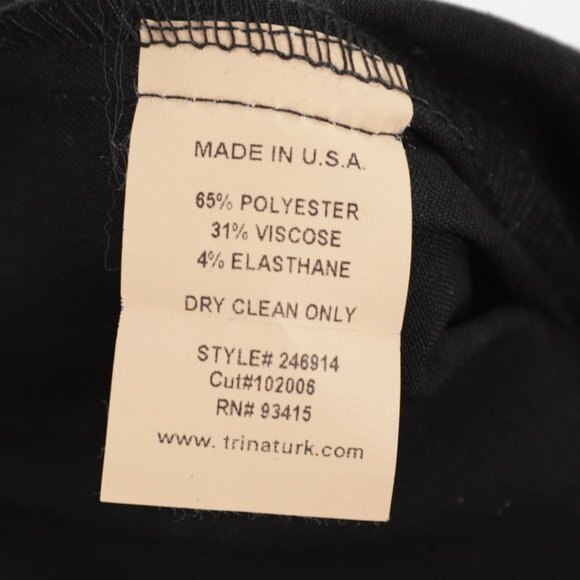 MADE IN U.S.A.
65% POLYESTER
31% VISCOSE
4% ELASTHANE
DRY CLEAN ONLY
STYLE# 246914
Cut#102006
RN# 93415
www. trinaturk.com